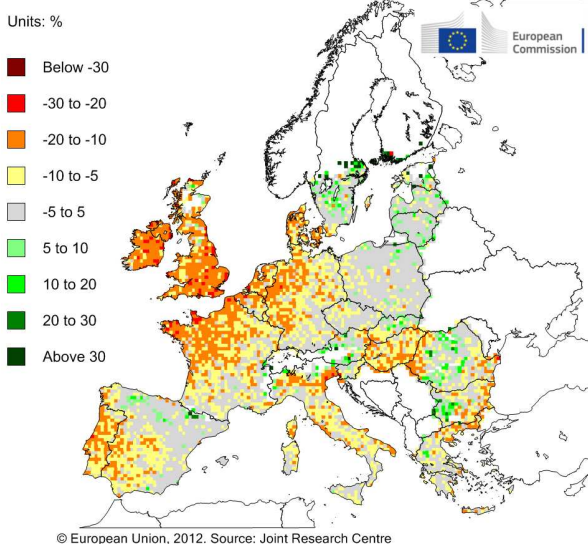 Units: %
European
Commission
Below -30
-30 to -20
-20 to -10
-10 to -5
-5 to 5
5 to 10
10 to 20
20 to 30
Above 30
© European Union, 2012. Source: Joint Research Centre